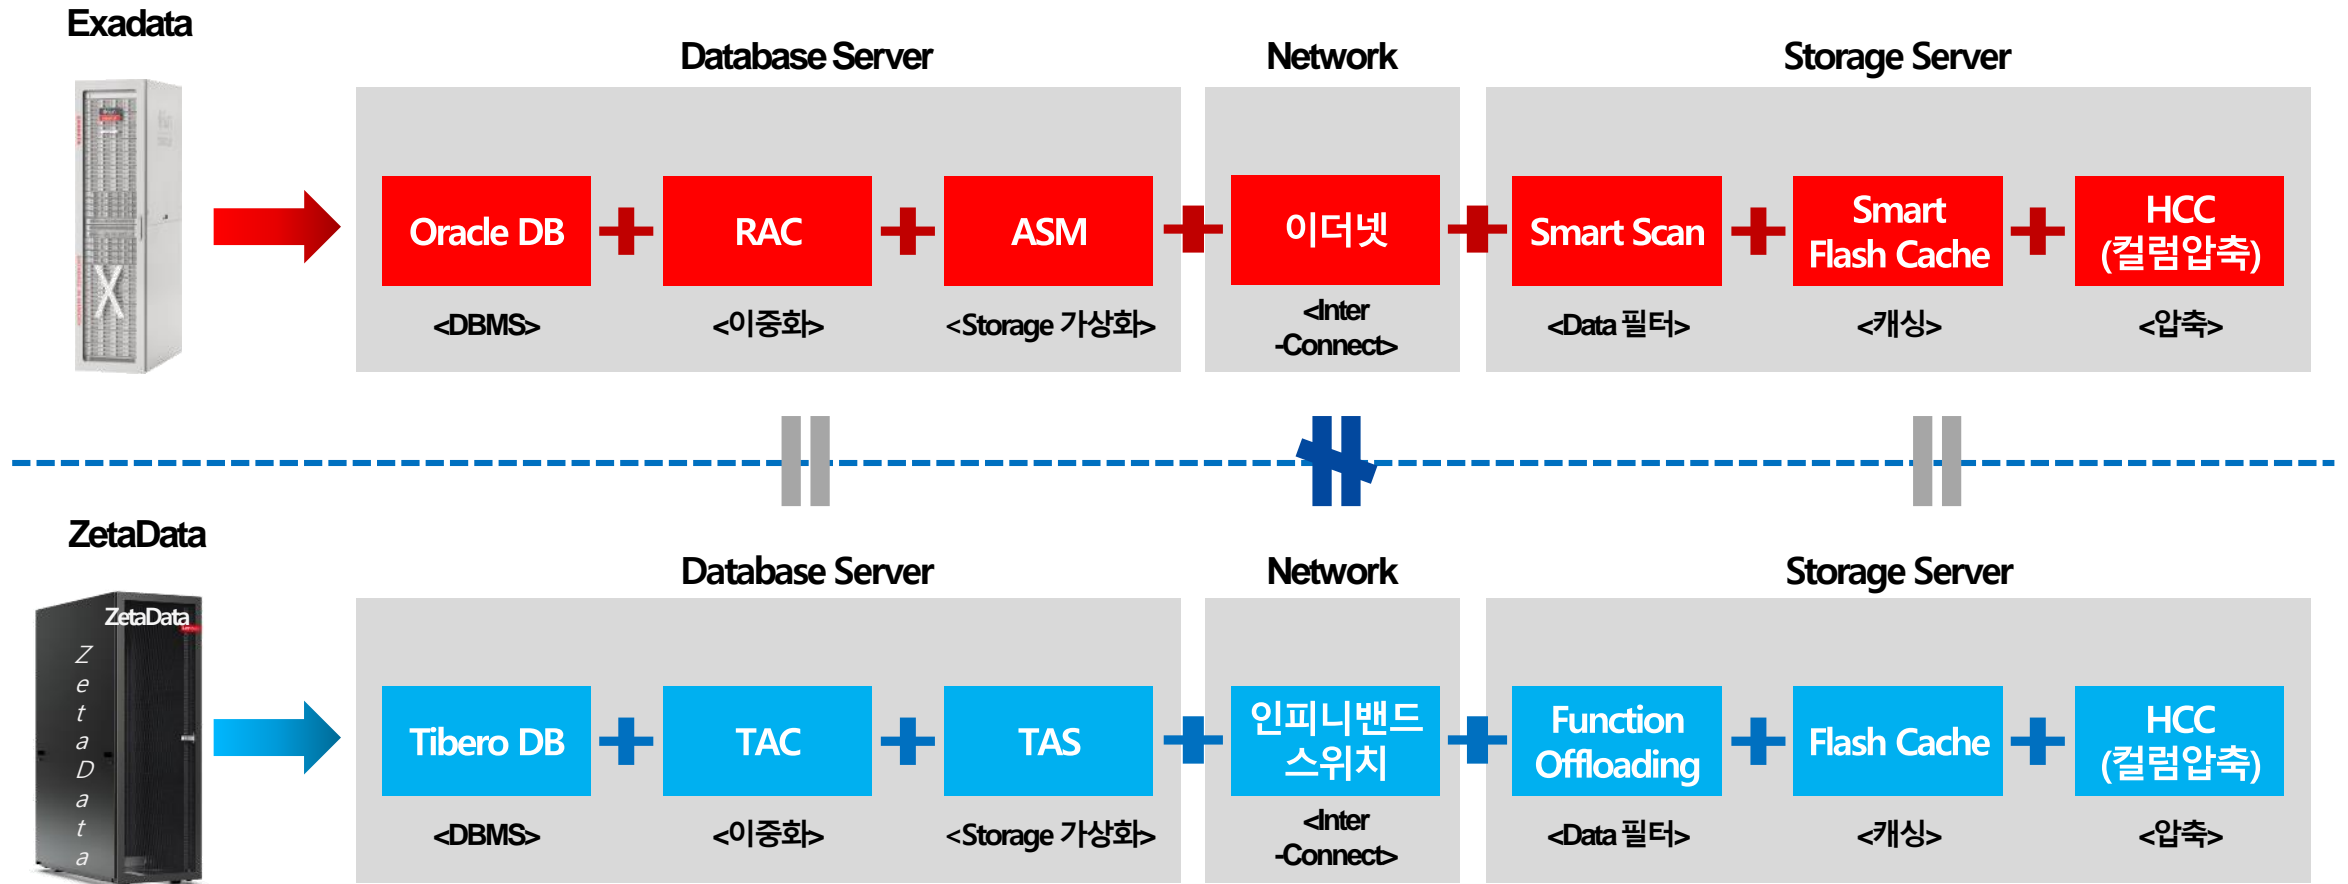 Exadata
Database Server
Network
Storage Server
Oracle DB
RAC
ASM
이더넷
Smart Scan
Smart
Flash Cache
HCC
(컬럼압축)
<DBMS>
<이중화>
<Storage 가상화>
<Inter
-Connect>
<Data 필터>
<캐싱>
<압축>
X
ZetaData
Database Server
Network
Storage Server
ZetaData
ZetaData
Tibero DB
TAC
TAS
인피니밴드
스위치
Function
Offloading
Flash Cache
HCC
(컬럼압축)
<DBMS>
<이중화>
<Storage 가상화>
<Inter
-Connect>
<Data 필터>
<캐싱>
<압축>